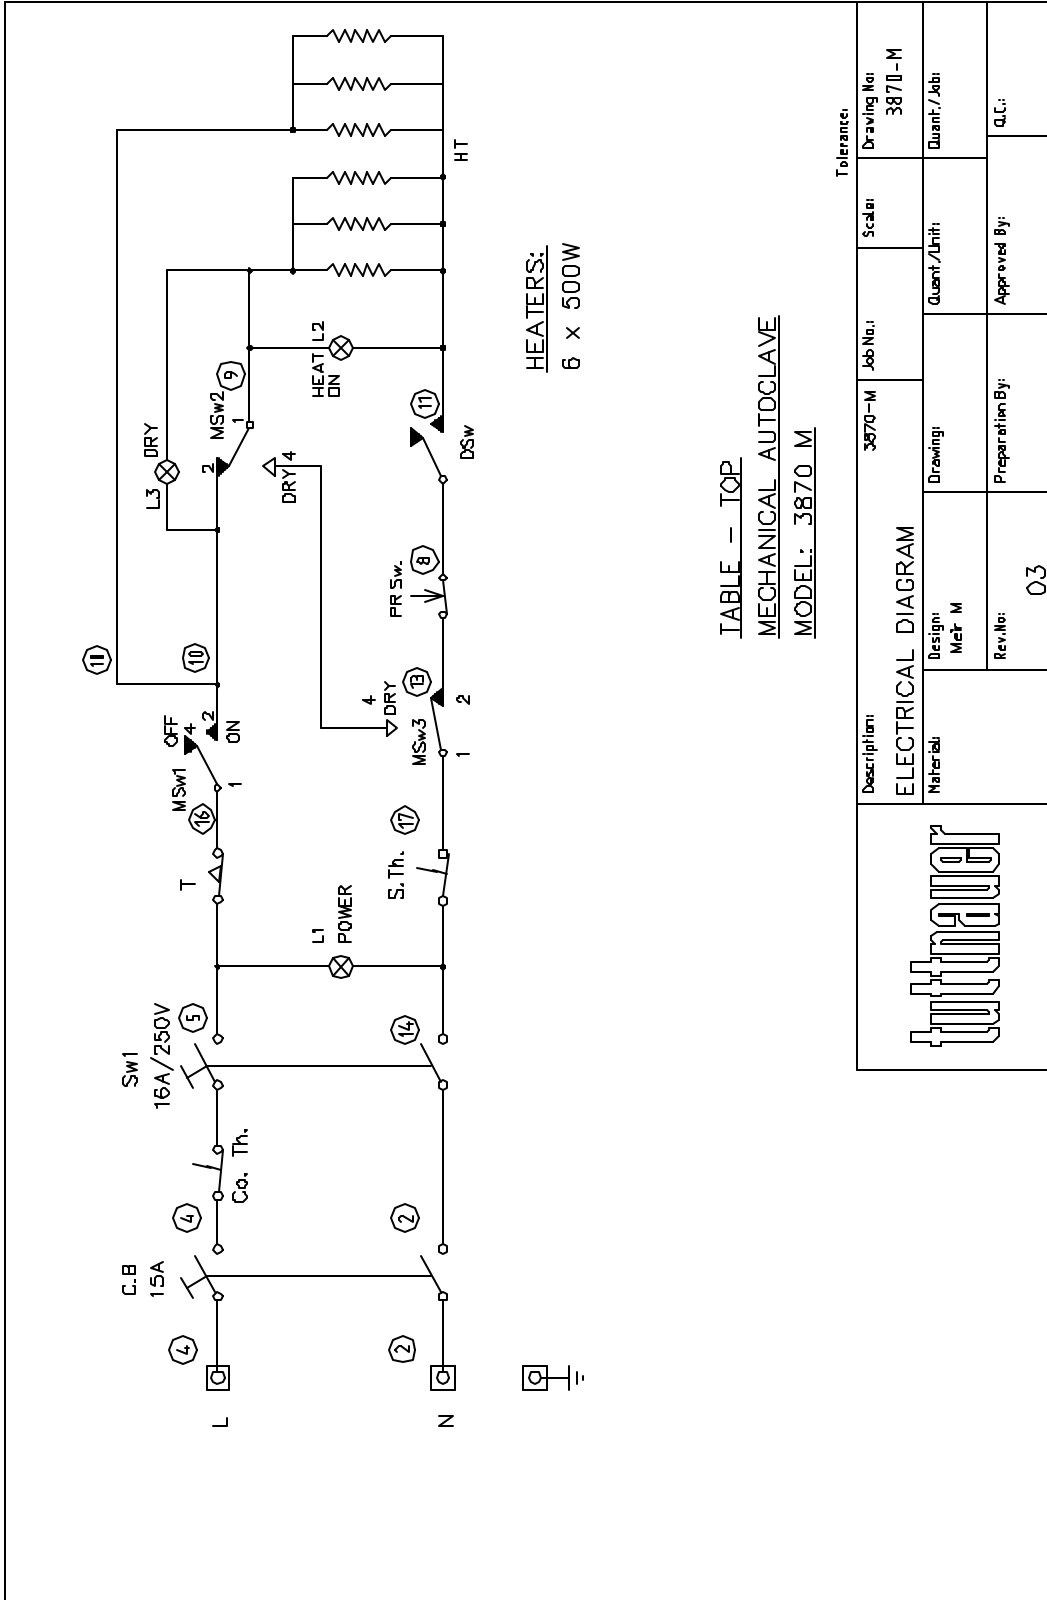 L
N
4
2
C.B
15A
4
2
Co. Th.
Sw1
16A/250V
5
14
L1
POWER
T
S.Th.
16
17
MSw1
1
OFF
4
2
ON
MSw3
1
2
4
DRY
13
11
10
PR Sw.
8
L3
DRY
2
MSw2
1
9
DRY 4
DSw
11
HEAT
ON
L2
HT
HEATERS:
6 x 500W
TABLE - TOP
MECHANICAL AUTOCLAVE
MODEL: 3870 M
Tolerance:
tuttnauer
Description:
3870-M
ELECTRICAL DIAGRAM
Job No.:
Scale:
Drawing No:
3870-M
Material:
Design:
Meir M
Drawing:
Quant./Unit:
Quant./Job:
Rev.No:
03
Preparation By:
Approved By:
Q.C.: